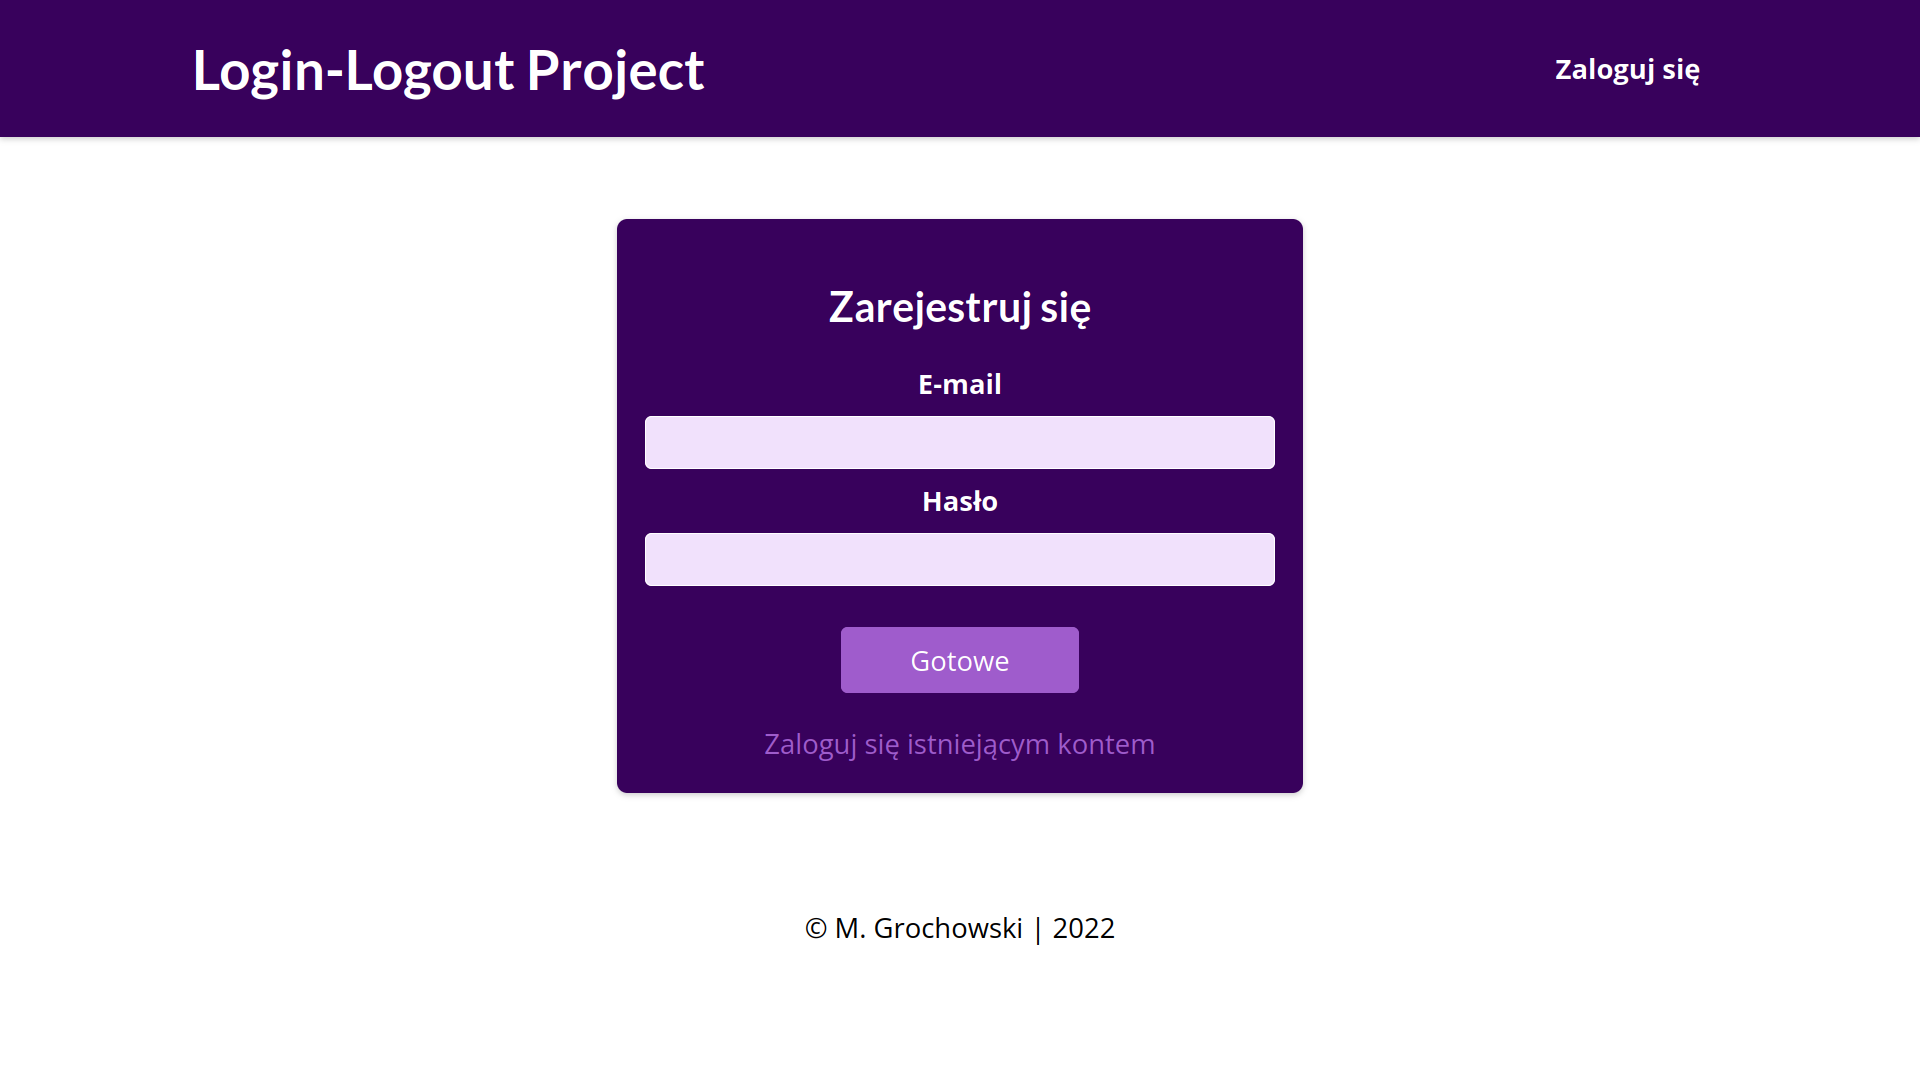 Login-Logout Project
Zaloguj się
Zarejestruj się
E-mail
Hasło
Gotowe
Zaloguj się istniejącym kontem
© M. Grochowski | 2022